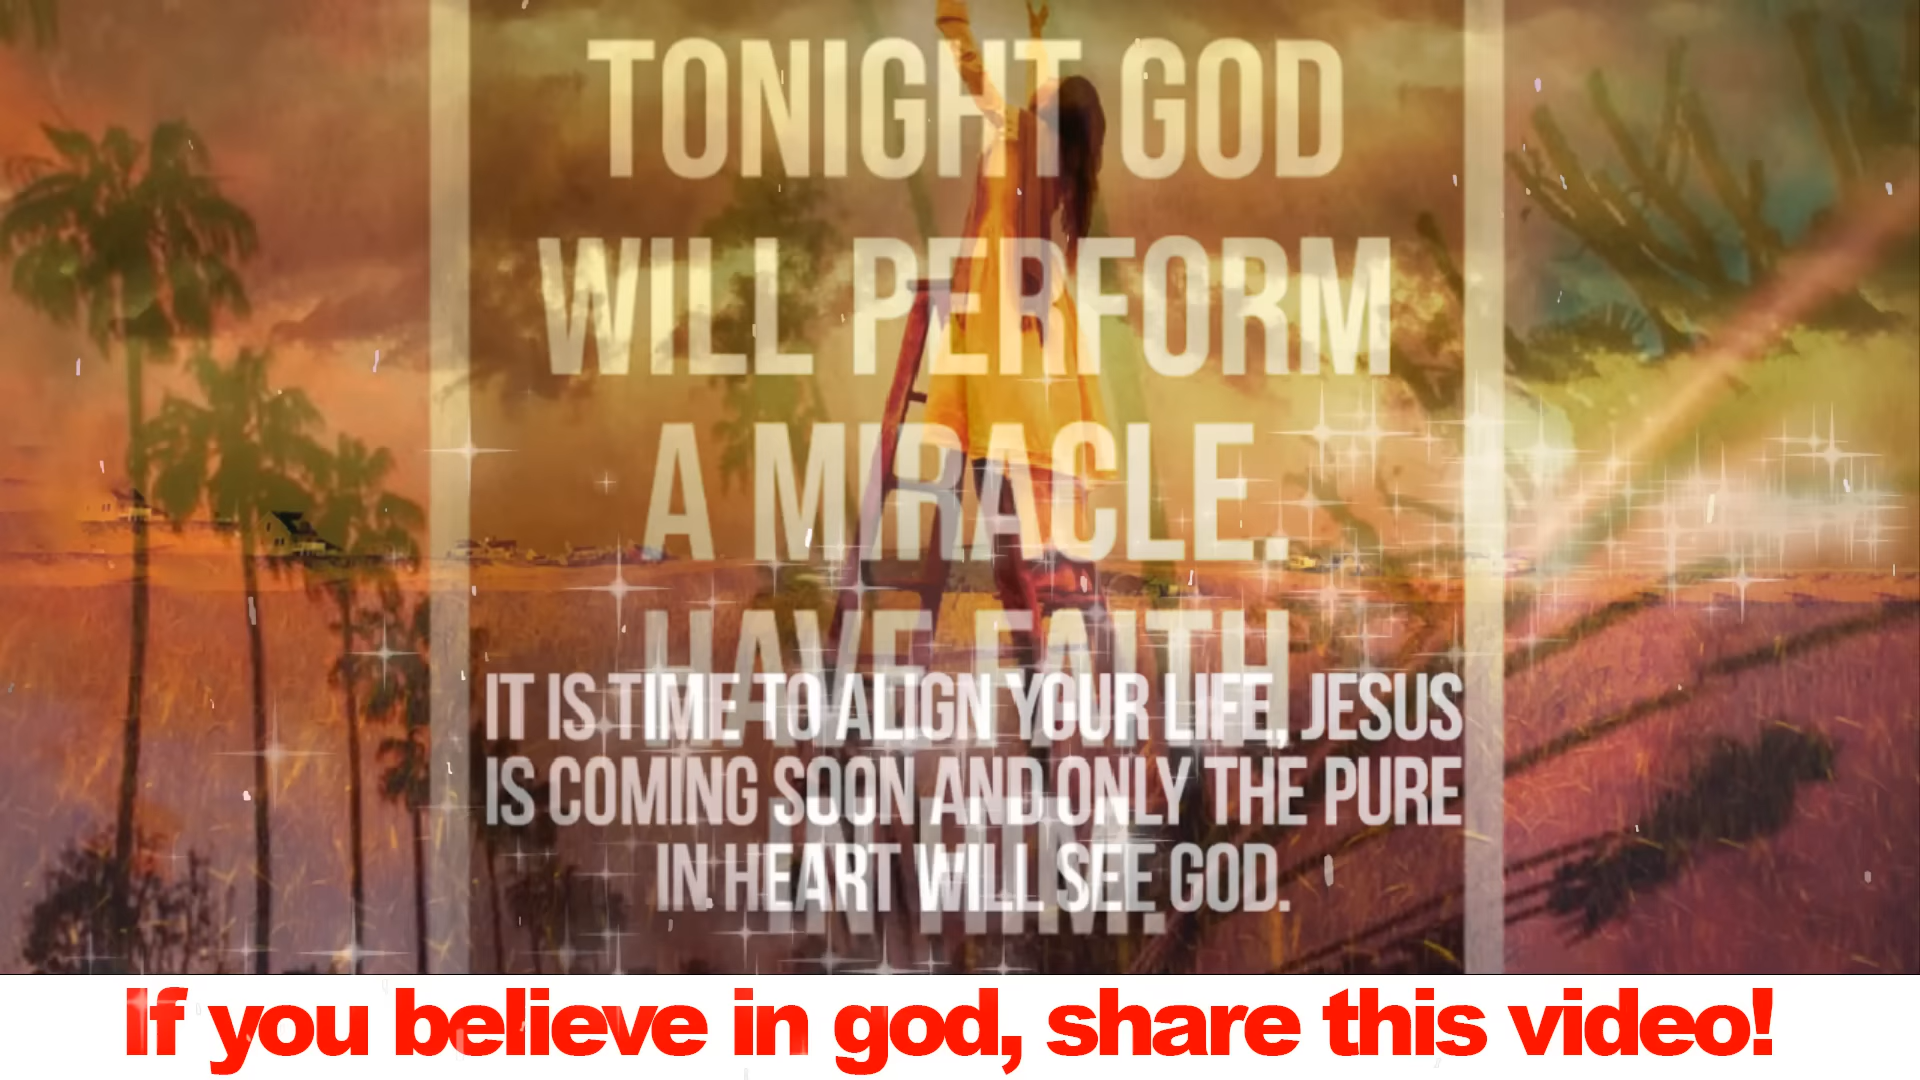 TONIGHT GOD
WILL PERFORM
A MIRACLE.
HAVE FAITH
IN HIM.
IT IS TIME TO ALIGN YOUR LIFE, JESUS
IS COMING SOON AND ONLY THE PURE
IN HEART WILL SEE GOD.
If you believe in god, share this video!